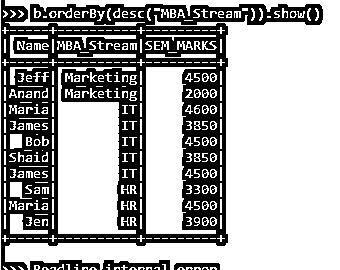 >>> b.orderBy(desc("MBA_Stream")).show()
+-----+----------+---------+
| Name|MBA_Stream|SEM_MARKS|
+-----+----------+---------+
| Jeff| Marketing| 4500|
|Anand| Marketing| 2000|
|Maria| IT| 4600|
|James| IT| 3850|
| Bob| IT| 4500|
|Shaid| IT| 3850|
|James| IT| 4500|
| Sam| HR| 3300|
|Maria| HR| 4500|
| Jen| HR| 3900|
+-----+----------+---------+
>>> Readline internal error